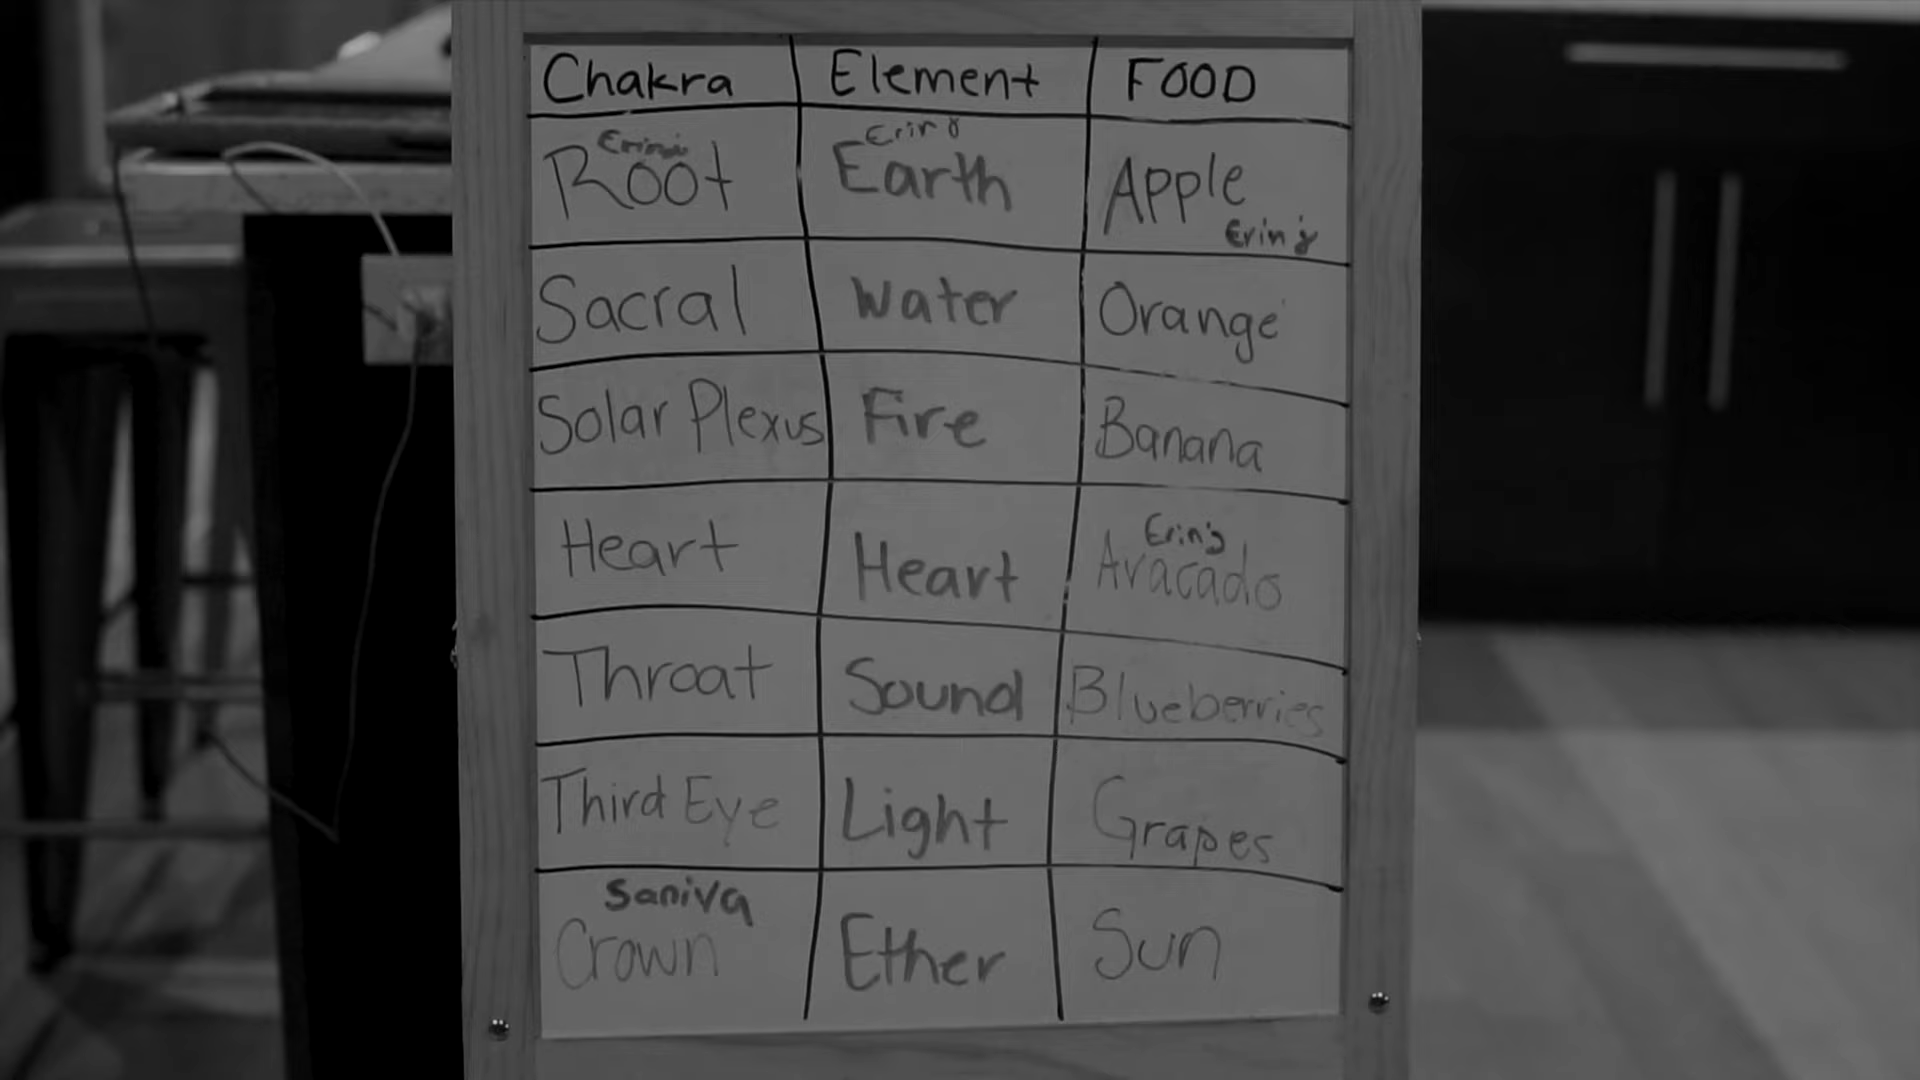 Chakra Element FOOD
Erin
Root Earth Apple
Erin
Sacral Water Orange
Solar Plexus Fire Banana
Erin
Heart Heart Avacado
Throat Sound Blueberries
Third Eye Light Grapes
Saniva
Crown Ether Sun